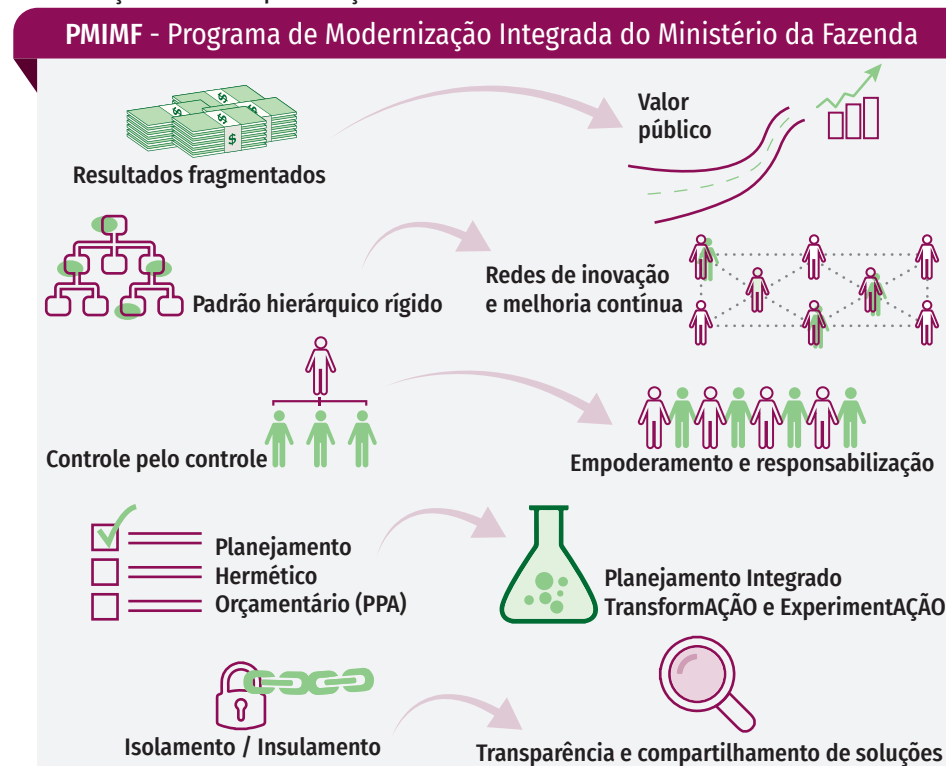 PMIMF - Programa de Modernização Integrada do Ministério da Fazenda
Resultados fragmentados
Valor
público
Padrão hierárquico rígido
Redes de inovação
e melhoria contínua
Controle pelo controle
Empoderamento e responsabilização
Planejamento
Hermético
Orçamentário (PPA)
Planejamento Integrado
TransformAÇÃO e ExperimentAÇÃO
Isolamento / Insulamento
Transparência e compartilhamento de soluções